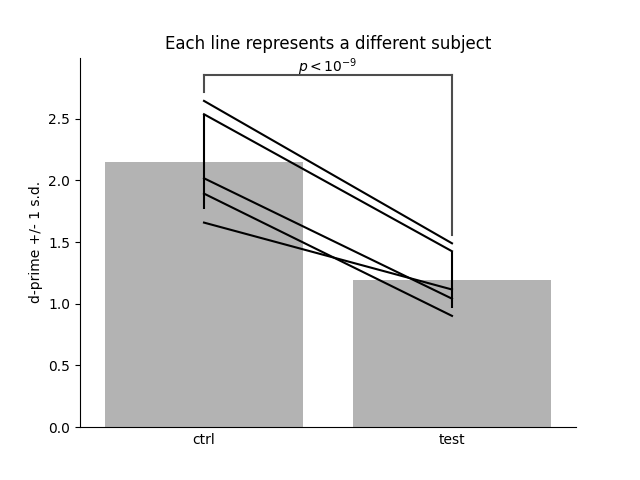 Each line represents a different subject
p < 10⁻⁹
d-prime +/- 1 s.d.
2.5
2.0
1.5
1.0
0.5
0.0
ctrl test